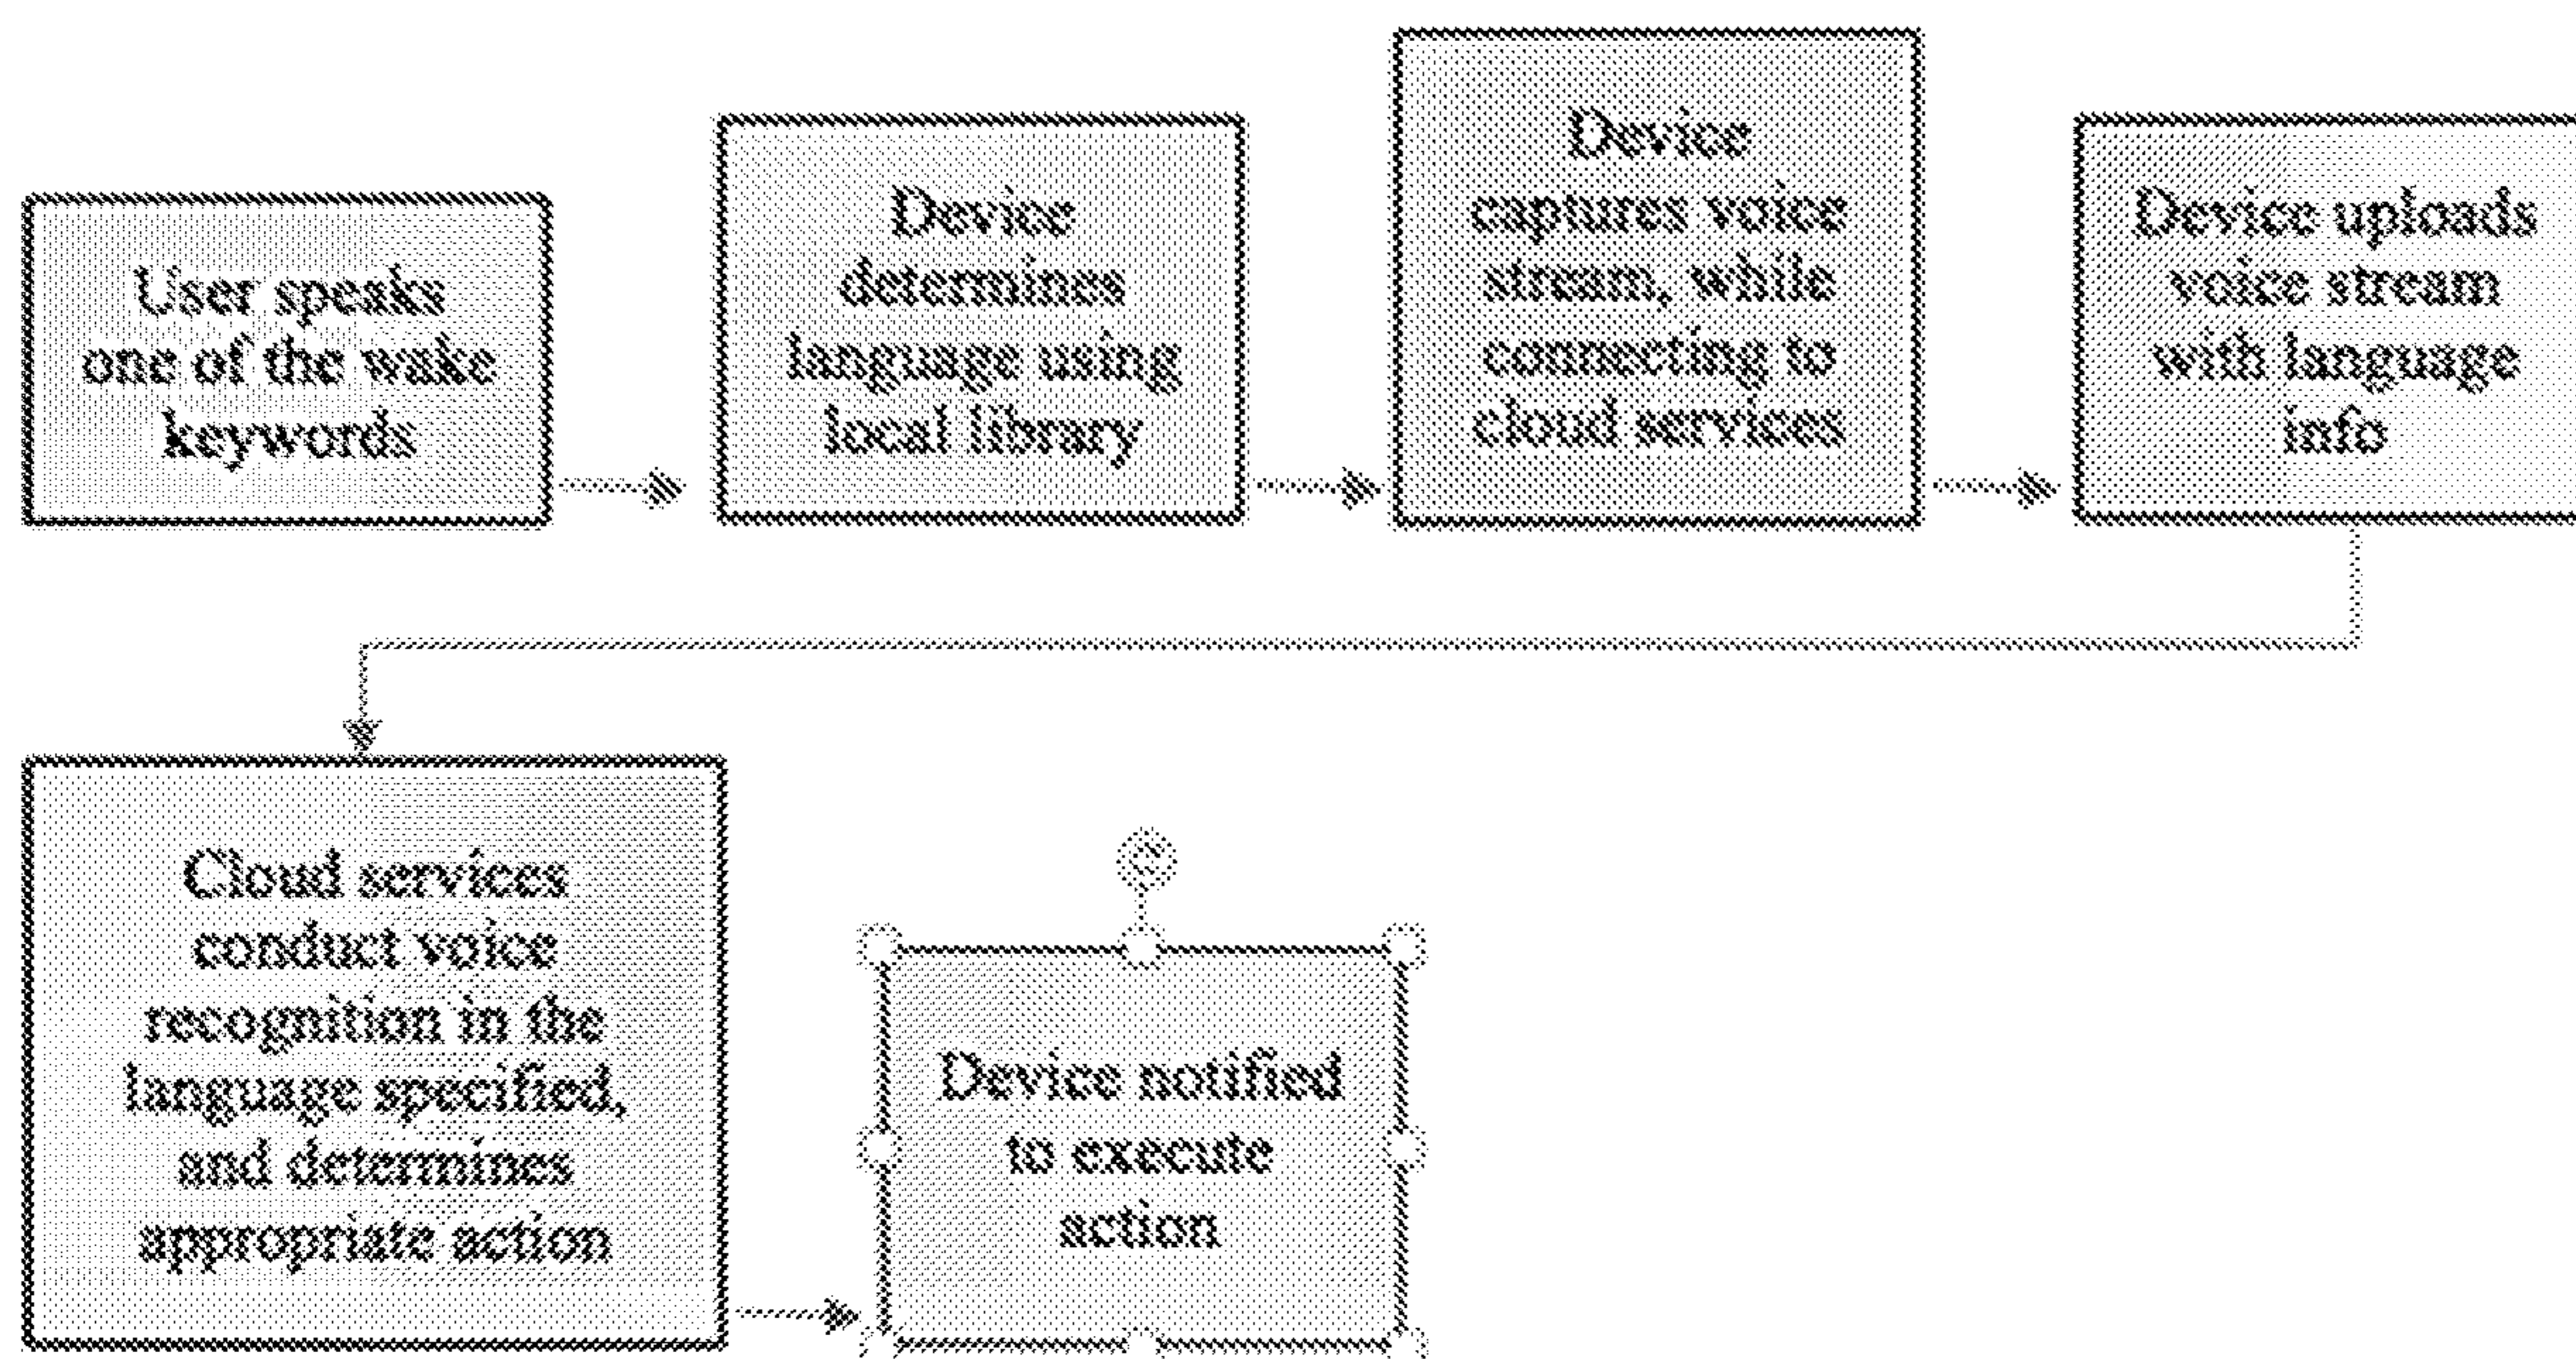 User speaks
one of the wake
keywords
Device
determines
language using
local library
Device
captures voice
stream, while
connecting to
cloud services
Device uploads
voice stream
with language
info
Cloud services
conduct voice
recognition in the
language specified,
and determines
appropriate action
Device notified
to execute
action